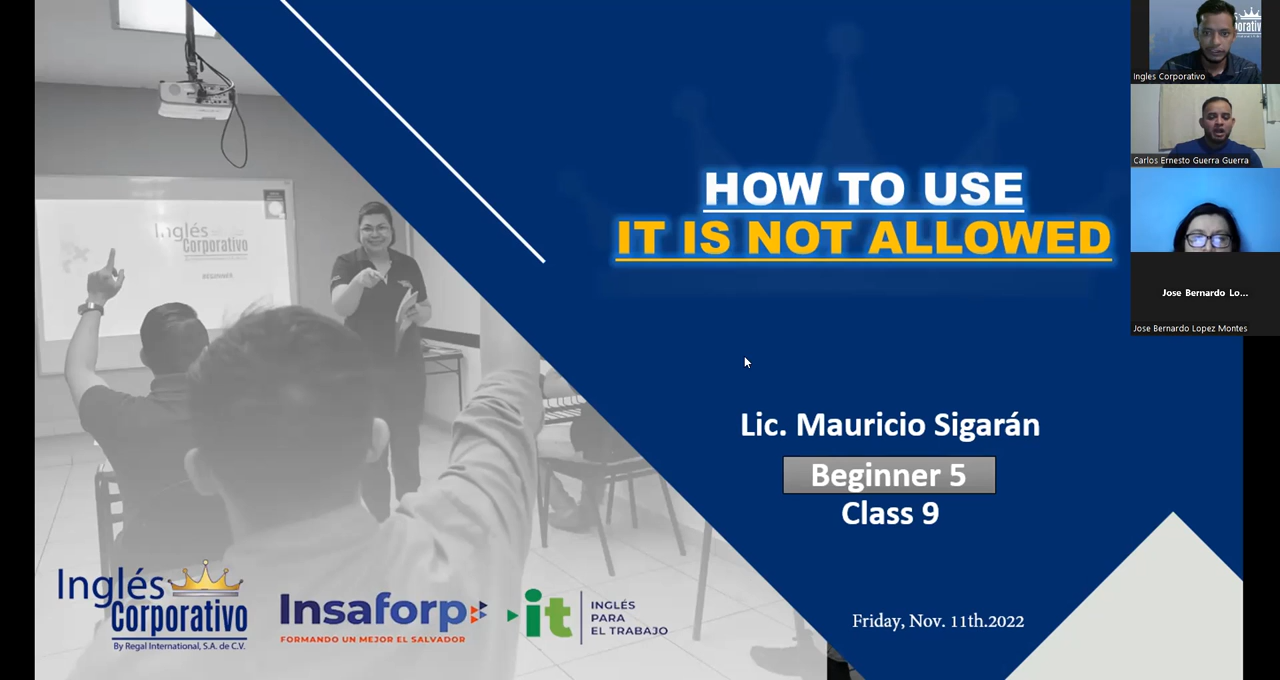 HOW TO USE
IT IS NOT ALLOWED
Lic. Mauricio Sigarán
Beginner 5
Class 9
Friday, Nov. 11th.2022
Inglés
Corporativo
BEGINNER
Inglés
Corporativo
By Regal International, S.A. de C.V.
Insaforp
FORMANDO UN MEJOR EL SALVADOR
it
INGLÉS
PARA
EL TRABAJO
porativo
Ingles Corporativo
Carlos Ernesto Guerra Guerra
Jose Bernardo Lo...
Jose Bernardo Lopez Montes